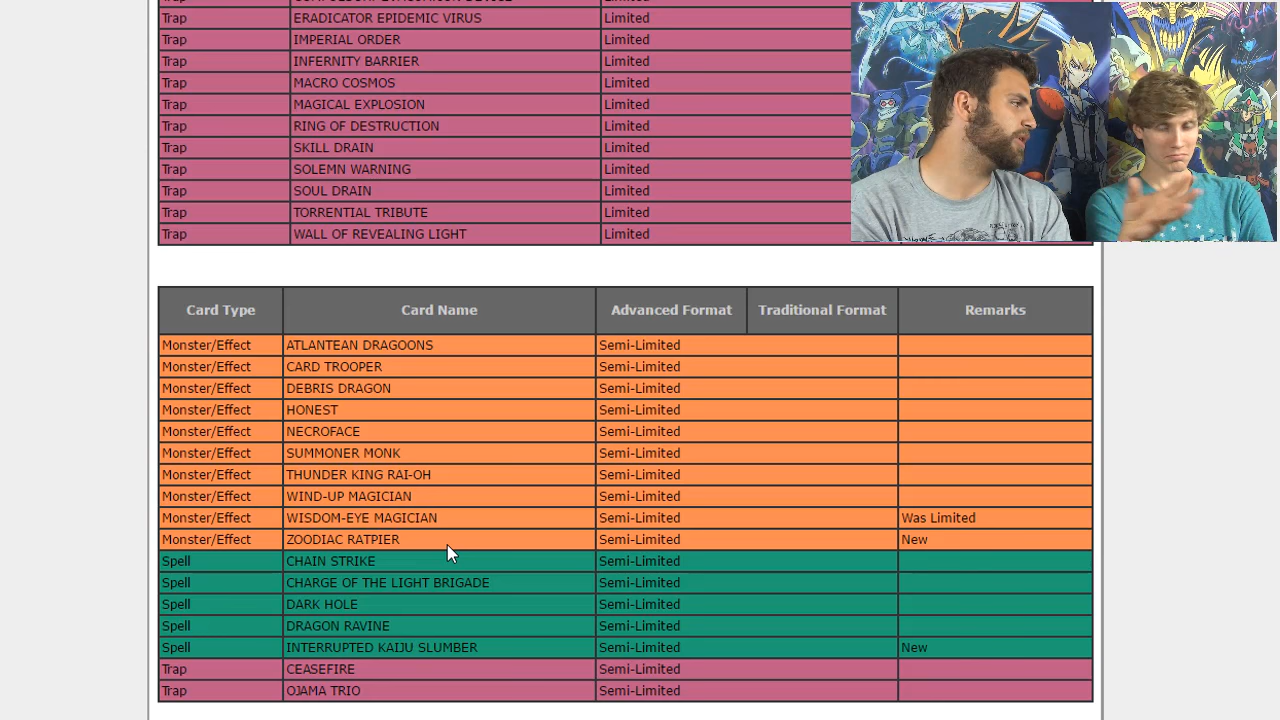 Trap ERADICATOR EPIDEMIC VIRUS Limited
Trap IMPERIAL ORDER Limited
Trap INFERNITY BARRIER Limited
Trap MACRO COSMOS Limited
Trap MAGICAL EXPLOSION Limited
Trap RING OF DESTRUCTION Limited
Trap SKILL DRAIN Limited
Trap SOLEMN WARNING Limited
Trap SOUL DRAIN Limited
Trap TORRENTIAL TRIBUTE Limited
Trap WALL OF REVEALING LIGHT Limited
Card Type Card Name Advanced Format Traditional Format Remarks
Monster/Effect ATLANTEAN DRAGOONS Semi-Limited
Monster/Effect CARD TROOPER Semi-Limited
Monster/Effect DEBRIS DRAGON Semi-Limited
Monster/Effect HONEST Semi-Limited
Monster/Effect NECROFACE Semi-Limited
Monster/Effect SUMMONER MONK Semi-Limited
Monster/Effect THUNDER KING RAI-OH Semi-Limited
Monster/Effect WIND-UP MAGICIAN Semi-Limited
Monster/Effect WISDOM-EYE MAGICIAN Semi-Limited Was Limited
Monster/Effect ZOODIAC RATPIER Semi-Limited New
Spell CHAIN STRIKE Semi-Limited
Spell CHARGE OF THE LIGHT BRIGADE Semi-Limited
Spell DARK HOLE Semi-Limited
Spell DRAGON RAVINE Semi-Limited
Spell INTERRUPTED KAIJU SLUMBER Semi-Limited New
Trap CEASEFIRE Semi-Limited
Trap OJAMA TRIO Semi-Limited